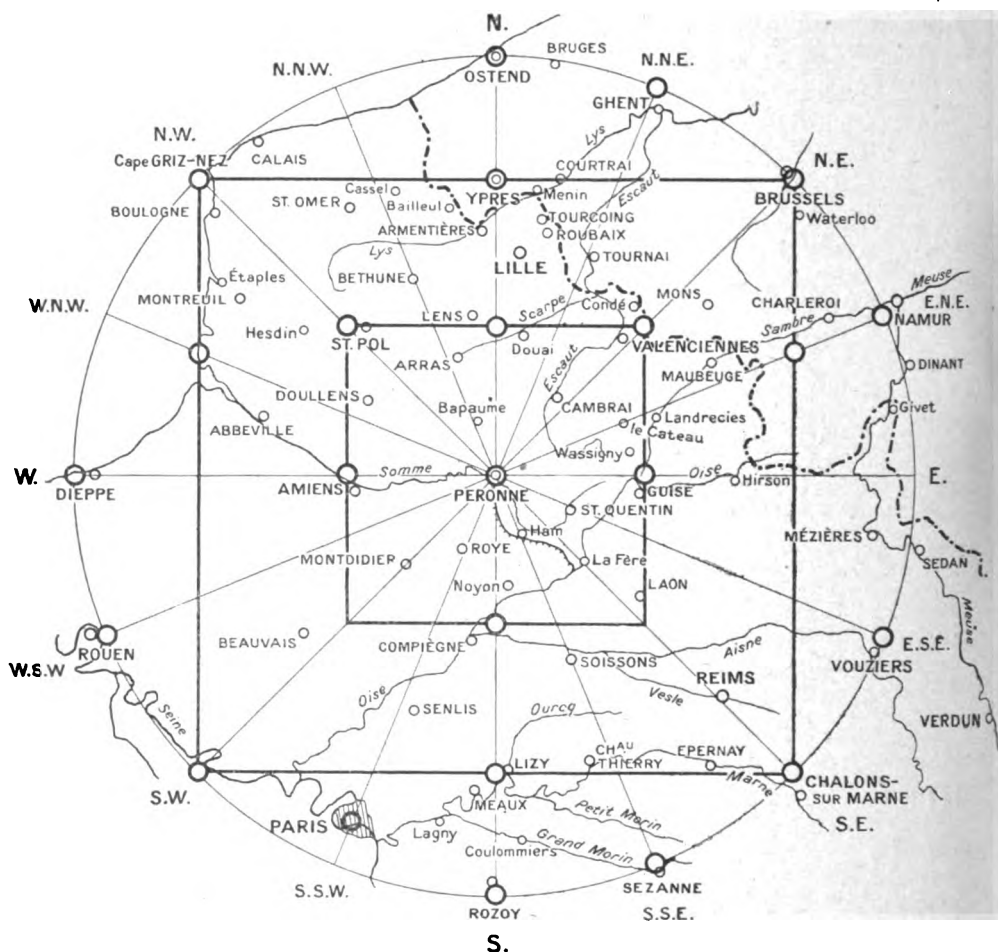 N.
BRUGES
N.N.W.
OSTEND
N.N.E.
GHENT
N.W.
Lys
Cape GRIZ-NEZ
CALAIS
COURTRAI
N.E.
Cassel
YPRES
Menin
Escaut
BRUSSELS
BOULOGNE
ST. OMER
Bailleul
TOURCOING
Waterloo
ARMENTIÈRES
ROUBAIX
Lys
LILLE
TOURNAI
Étaples
BETHUNE
Meuse
W.N.W.
MONTREUIL
Condé
MONS
CHARLEROI
E.N.E.
LENS
Scarpe
Sambre
NAMUR
Hesdin
ST. POL
Douai
VALENCIENNES
ARRAS
Escaut
MAUBEUGE
DINANT
DOULLENS
Bapaume
CAMBRAI
Landrecies
Givet
ABBEVILLE
le Cateau
Wassigny
W.
Somme
Oise
E.
DIEPPE
AMIENS
PERONNE
GUISE
Hirson
ST. QUENTIN
Ham
MÉZIÈRES
ROYE
SEDAN
MONTDIDIER
La Fère
Noyon
LAON
Meuse
BEAUVAIS
COMPIÈGNE
Aisne
E.S.E.
ROUEN
SOISSONS
VOUZIERS
W.S.W
REIMS
Oise
Vesle
Seine
SENLIS
Ourcq
VERDUN
LIZY
CHAU
THIERRY
EPERNAY
Marne
CHALONS-
SUR MARNE
S.W.
MEAUX
Petit Morin
PARIS
Lagny
S.E.
Coulommiers
Grand Morin
S.S.W.
SEZANNE
ROZOY
S.S.E.
S.